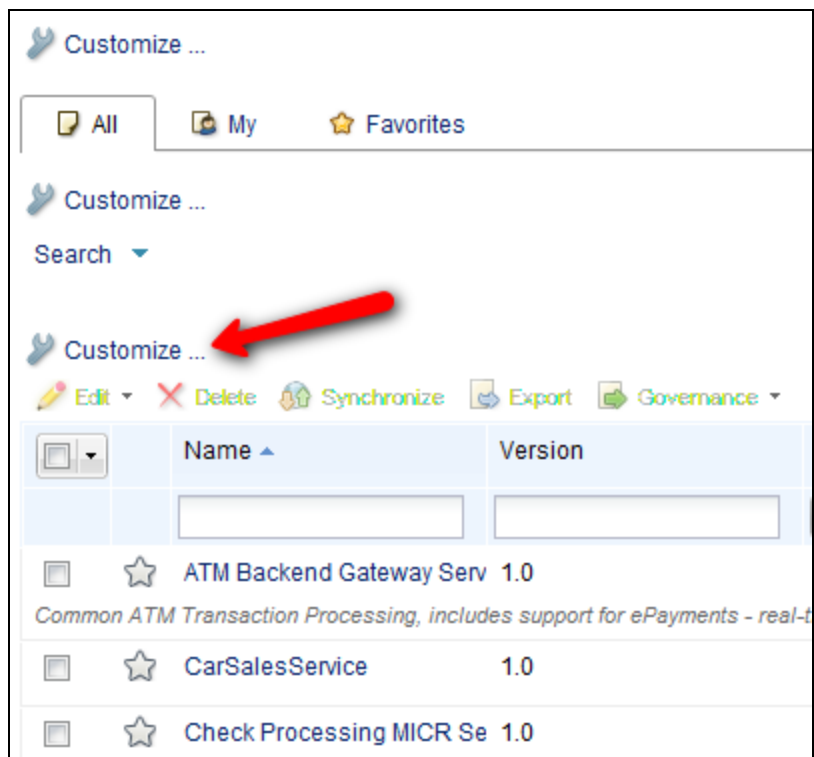 Customize ...
All My Favorites
Customize ...
Search
Customize ...
Edit Delete Synchronize Export Governance
Name Version
ATM Backend Gateway Serv 1.0
Common ATM Transaction Processing, includes support for ePayments - real-t
CarSalesService 1.0
Check Processing MICR Se 1.0